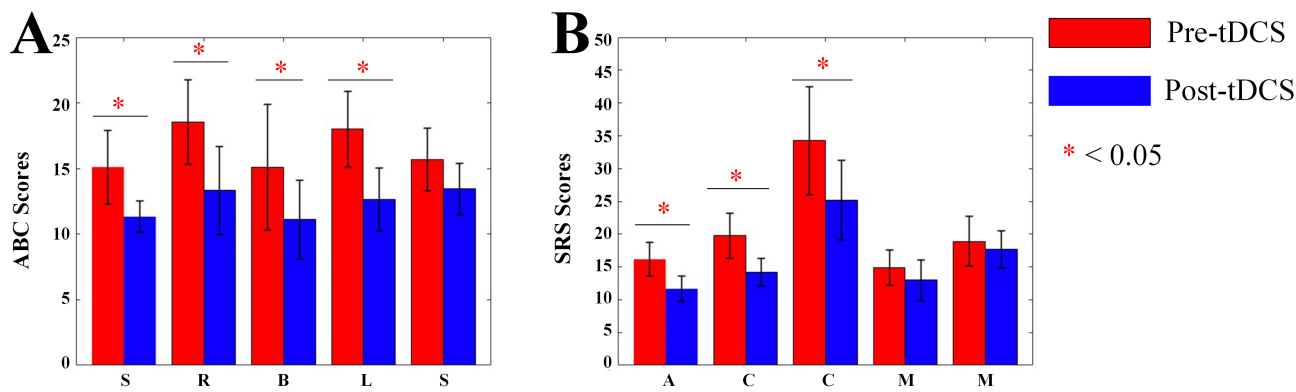 A
ABC Scores
25
20
15
10
5
0
S R B L S
B
SRS Scores
50
45
40
35
30
25
20
15
10
5
0
A C C M M
Pre-tDCS
Post-tDCS
* < 0.05
* * * *
* * *